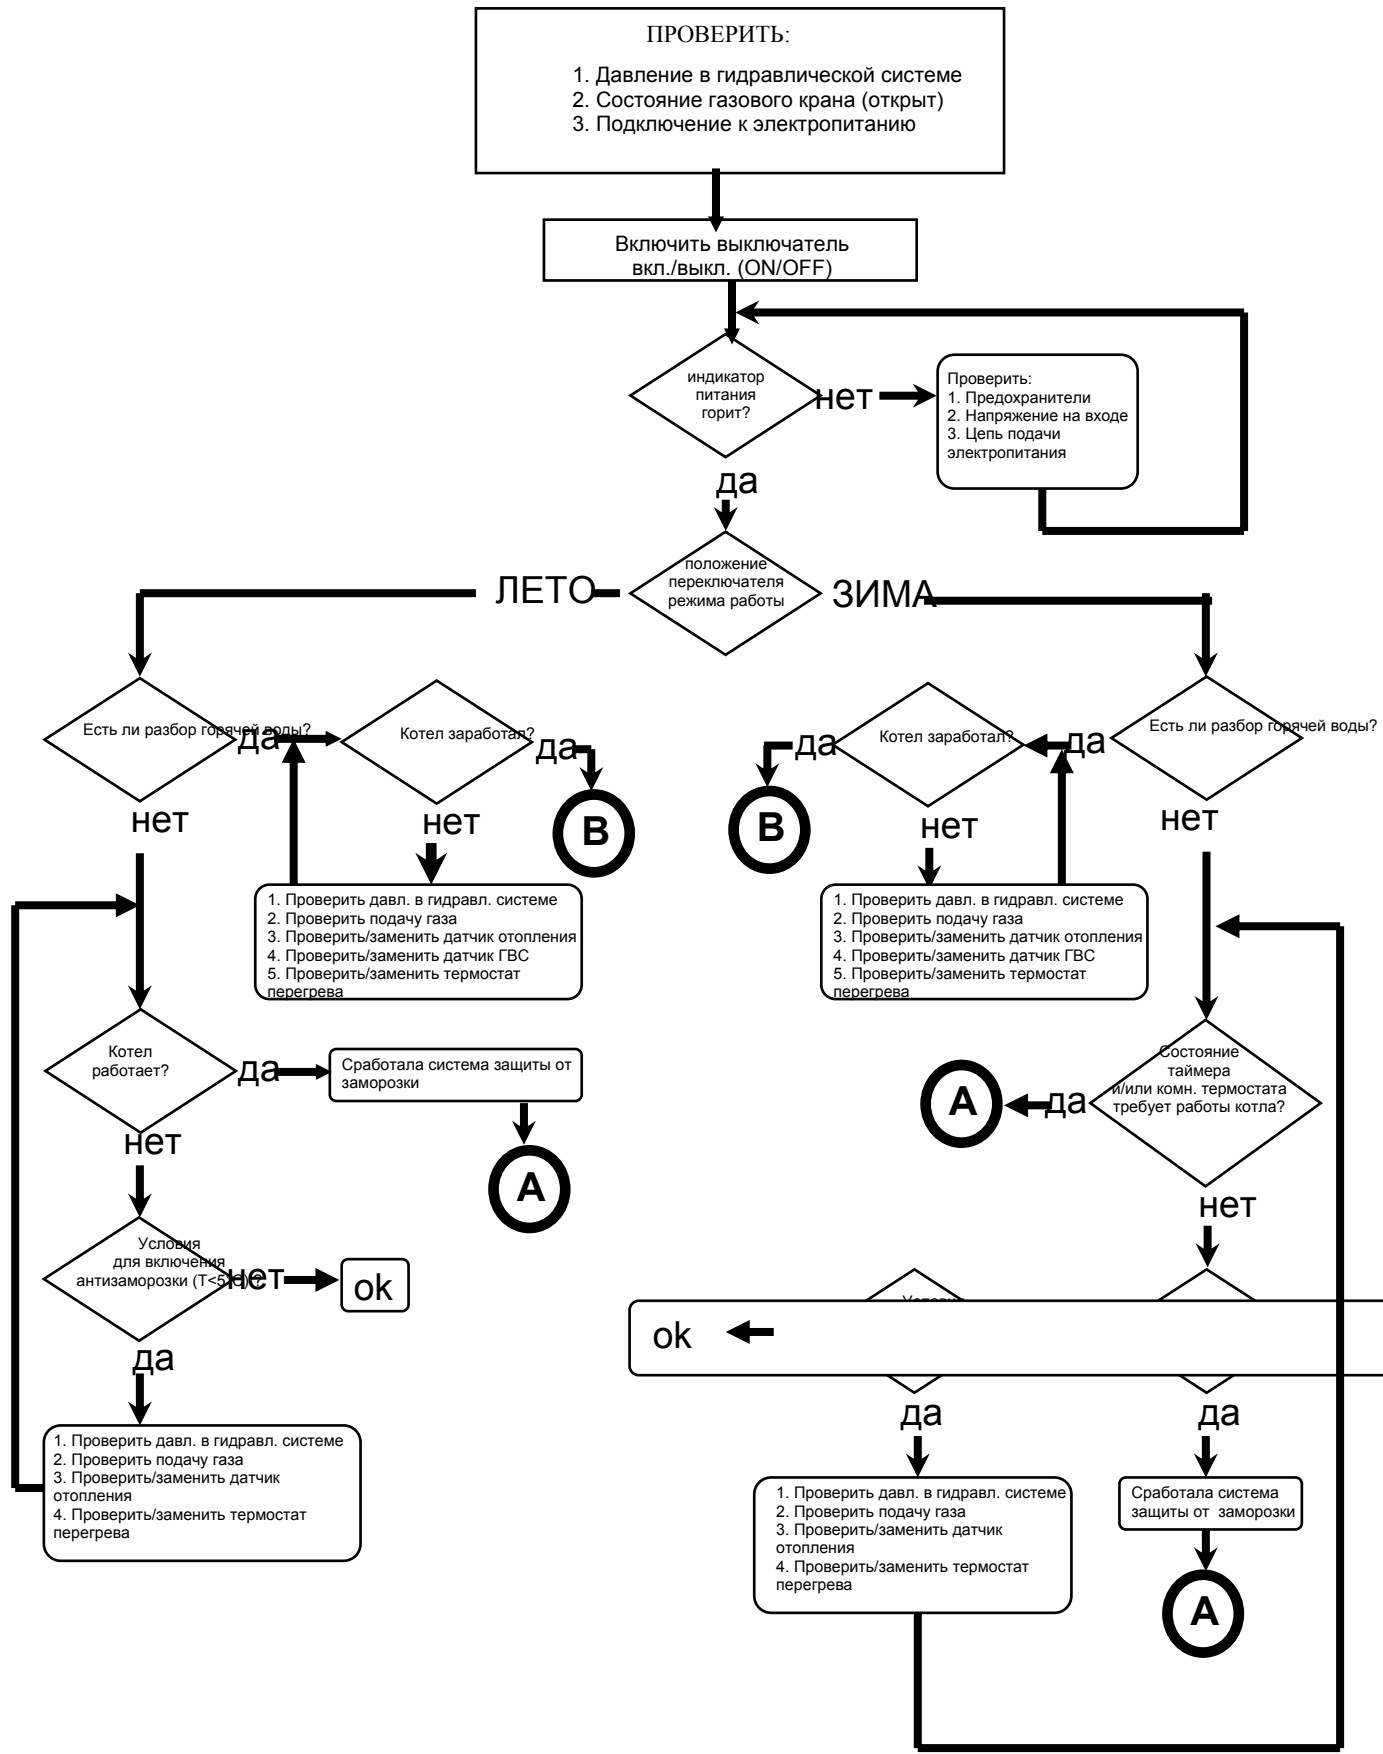 ПРОВЕРИТЬ:
1. Давление в гидравлической системе
2. Состояние газового крана (открыт)
3. Подключение к электропитанию
Включить выключатель
вкл./выкл. (ON/OFF)
индикатор
питания
горит?
нет
Проверить:
1. Предохранители
2. Напряжение на входе
3. Цепь подачи
электропитания
да
положение
переключателя
режима работы
ЛЕТО
ЗИМА
Есть ли разбор горячей воды?
да
Котел заработал?
да
B
нет
нет
1. Проверить давл. в гидравл. системе
2. Проверить подачу газа
3. Проверить/заменить датчик отопления
4. Проверить/заменить датчик ГВС
5. Проверить/заменить термостат
перегрева
Котел
работает?
да
Сработала система защиты от
заморозки
A
нет
Условия
для включения
антизаморозки (T<5
нет
ok
да
1. Проверить давл. в гидравл. системе
2. Проверить подачу газа
3. Проверить/заменить датчик
отопления
4. Проверить/заменить термостат
перегрева
Есть ли разбор горячей воды?
да
Котел заработал?
да
B
нет
нет
1. Проверить давл. в гидравл. системе
2. Проверить подачу газа
3. Проверить/заменить датчик отопления
4. Проверить/заменить датчик ГВС
5. Проверить/заменить термостат
перегрева
Состояние
таймера
и/или комн. термостата
требует работы котла?
да
A
нет
ok
да
да
1. Проверить давл. в гидравл. системе
2. Проверить подачу газа
3. Проверить/заменить датчик
отопления
4. Проверить/заменить термостат
перегрева
Сработала система
защиты от заморозки
A